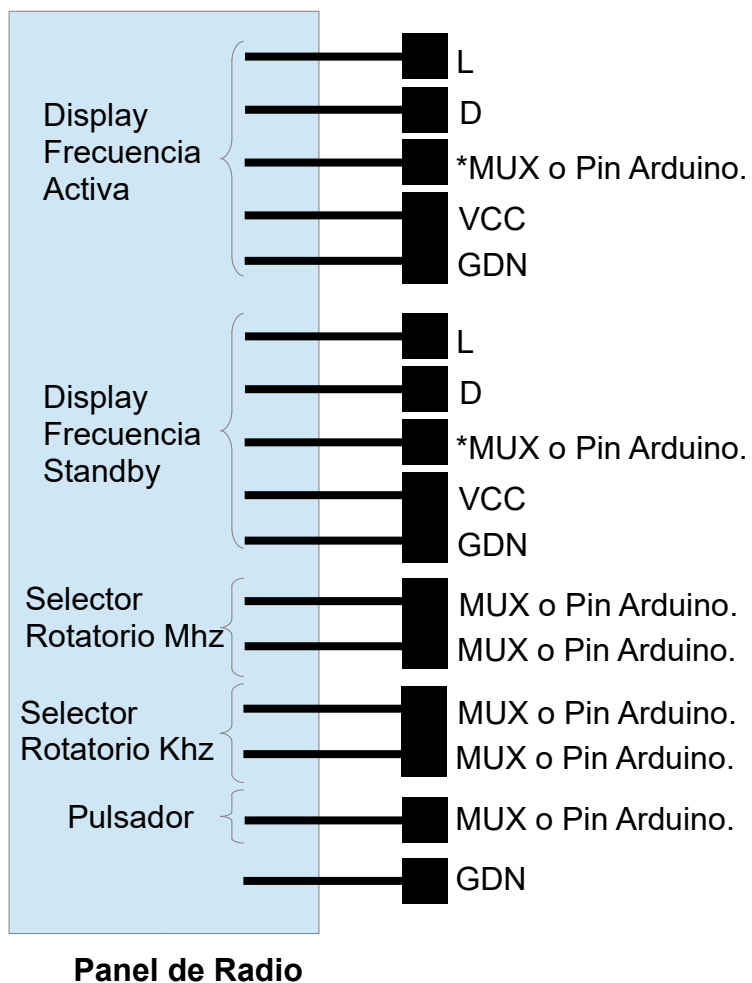 Display
Frecuencia
Activa
L
D
*MUX o Pin Arduino.
VCC
GDN
Display
Frecuencia
Standby
L
D
*MUX o Pin Arduino.
VCC
GDN
Selector
Rotatorio Mhz
MUX o Pin Arduino.
MUX o Pin Arduino.
Selector
Rotatorio Khz
MUX o Pin Arduino.
MUX o Pin Arduino.
Pulsador
MUX o Pin Arduino.
GDN
Panel de Radio